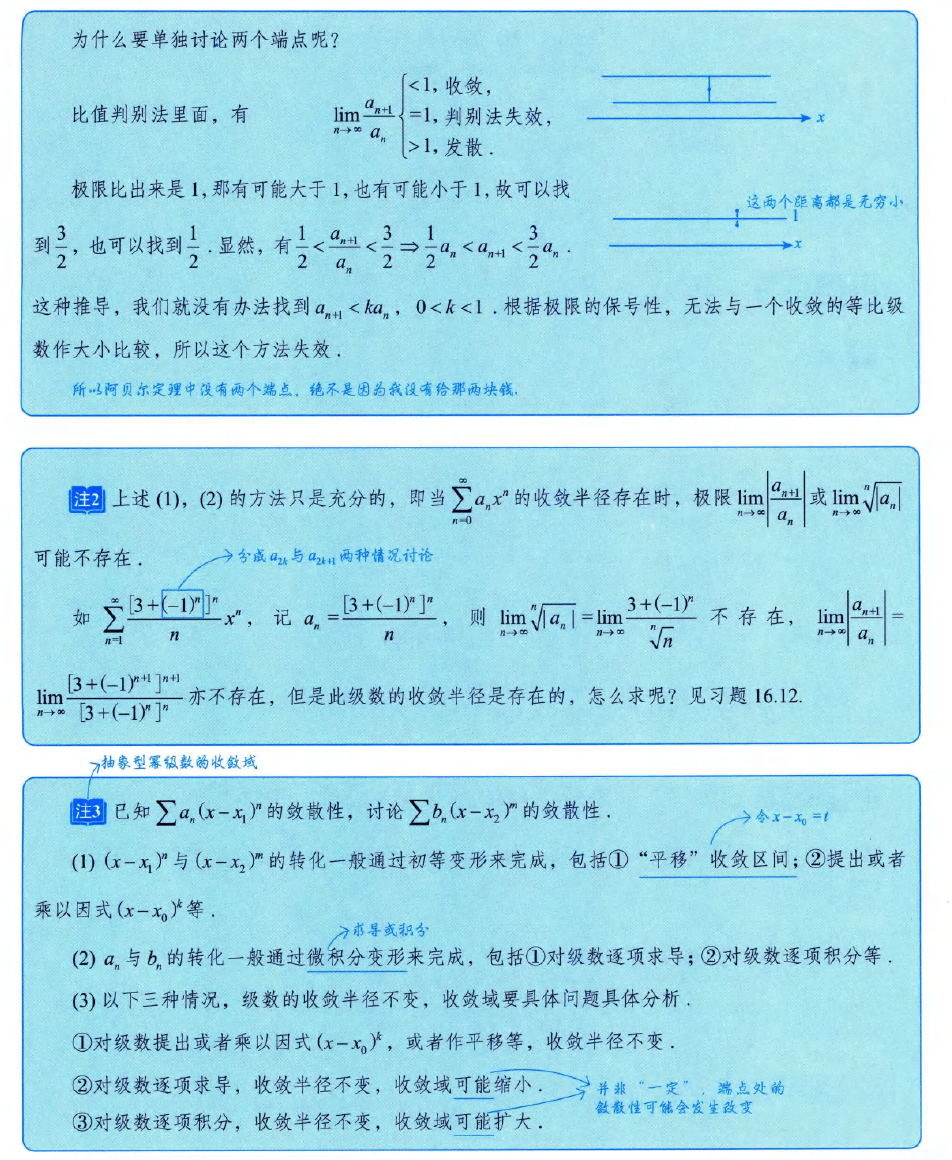 为什么要单独讨论两个端点呢？
比值判别法里面，有 $\lim_{n\to\infty}\frac{a_{n+1}}{a_n}\begin{cases}<1, 收敛，\\=1, 判别法失效，\\>1, 发散．\end{cases}$
x
极限比出来是 1，那有可能大于 1，也有可能小于 1，故可以找
这两个距离都是无穷小
1
x
到 $\frac{3}{2}$，也可以找到 $\frac{1}{2}$．显然，有 $\frac{1}{2}<\frac{a_{n+1}}{a_n}<\frac{3}{2}\Rightarrow\frac{1}{2}a_n<a_{n+1}<\frac{3}{2}a_n$．
这种推导，我们就没有办法找到 $a_{n+1}<ka_n$，$0<k<1$．根据极限的保号性，无法与一个收敛的等比级
数作大小比较，所以这个方法失效．
所以阿贝尔定理中没有两个端点，绝不是因为我没有给那两块钱.
注2 上述 (1)，(2) 的方法只是充分的，即当 $\sum_{n=0}^{\infty}a_nx^n$ 的收敛半径存在时，极限 $\lim_{n\to\infty}\left|\frac{a_{n+1}}{a_n}\right|$ 或 $\lim_{n\to\infty}\sqrt[n]{|a_n|}$
可能不存在．
分成 $a_{2k}$ 与 $a_{2k+1}$ 两种情况讨论
如 $\sum_{n=1}^{\infty}\frac{[3+(-1)^n]^n}{n}x^n$，记 $a_n=\frac{[3+(-1)^n]^n}{n}$，则 $\lim_{n\to\infty}\sqrt[n]{|a_n|}=\lim_{n\to\infty}\frac{3+(-1)^n}{\sqrt[n]{n}}$ 不存在，$\lim_{n\to\infty}\left|\frac{a_{n+1}}{a_n}\right|=$
$\lim_{n\to\infty}\frac{[3+(-1)^{n+1}]^{n+1}}{[3+(-1)^n]^n}$ 亦不存在，但是此级数的收敛半径是存在的，怎么求呢？见习题 16.12.
抽象型幂级数的收敛域
注3 已知 $\sum a_n(x-x_1)^n$ 的敛散性，讨论 $\sum b_n(x-x_2)^m$ 的敛散性．
令 $x-x_0=t$
(1) $(x-x_1)^n$ 与 $(x-x_2)^m$ 的转化一般通过初等变形来完成，包括①“平移”收敛区间；②提出或者
乘以因式 $(x-x_0)^k$ 等．
求导或积分
(2) $a_n$ 与 $b_n$ 的转化一般通过微积分变形来完成，包括①对级数逐项求导；②对级数逐项积分等．
(3) 以下三种情况，级数的收敛半径不变，收敛域要具体问题具体分析．
①对级数提出或者乘以因式 $(x-x_0)^k$，或者作平移等，收敛半径不变．
②对级数逐项求导，收敛半径不变，收敛域可能缩小．
并非“一定”，端点处的
敛散性可能会发生改变
③对级数逐项积分，收敛半径不变，收敛域可能扩大．